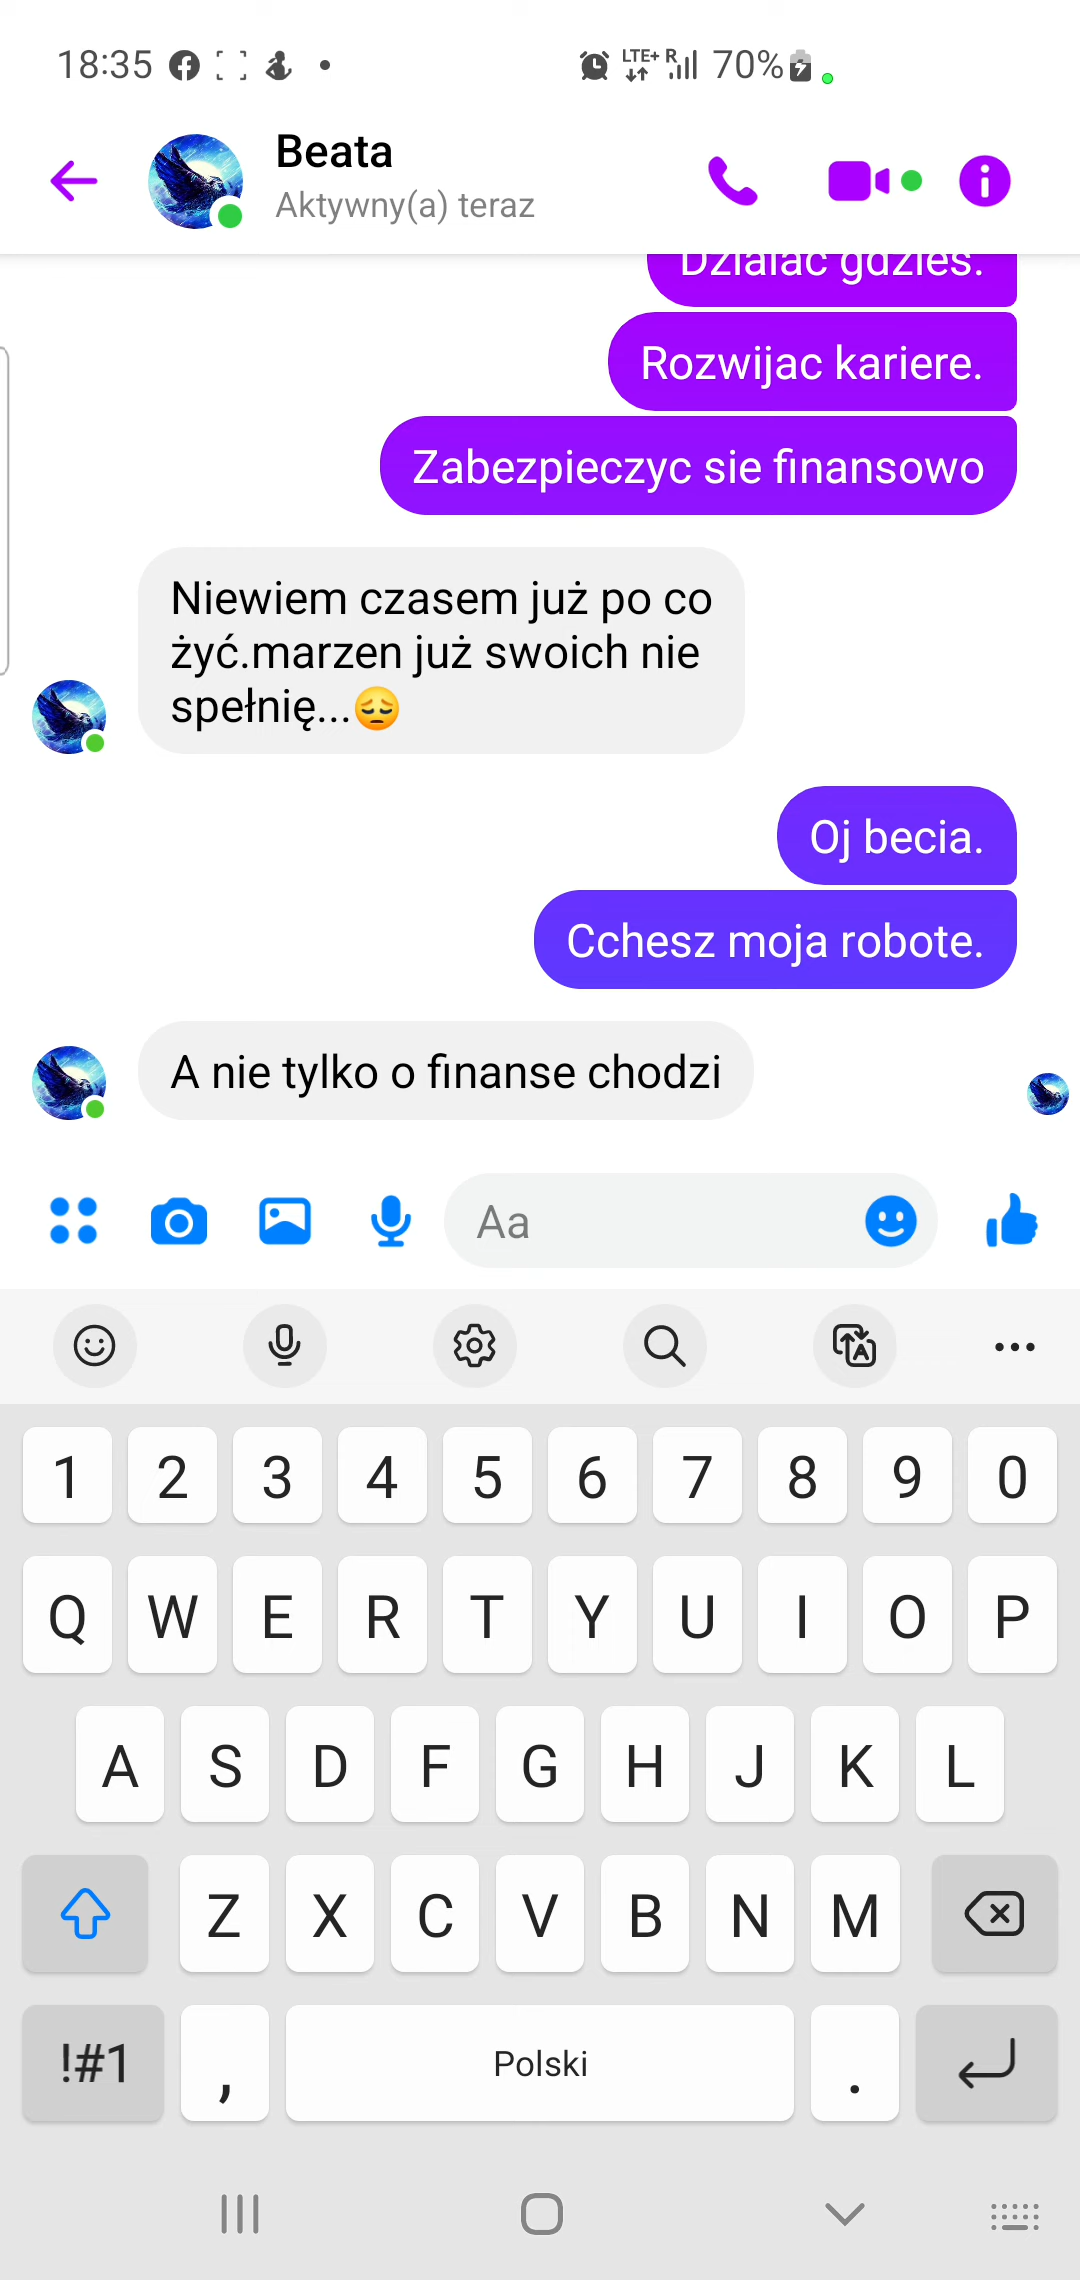 18:35 LTE+ R 70%
Beata
Aktywny(a) teraz
Dzialac gdzies.
Rozwijac kariere.
Zabezpieczyc sie finansowo
Niewiem czasem już po co
żyć.marzen już swoich nie
spełnię...😔
Oj becia.
Cchesz moja robote.
A nie tylko o finanse chodzi
Aa
1 2 3 4 5 6 7 8 9 0
Q W E R T Y U I O P
A S D F G H J K L
Z X C V B N M
!#1 , Polski .